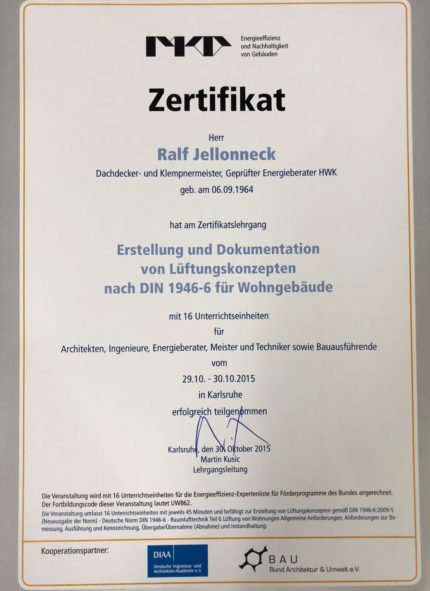 Energieeffizienz
und Nachhaltigkeit
von Gebäuden
Zertifikat
Herr
Ralf Jellonneck
Dachdecker- und Klempnermeister, Geprüfter Energieberater HWK
geb. am 06.09.1964
hat am Zertifikatslehrgang
Erstellung und Dokumentation
von Lüftungskonzepten
nach DIN 1946-6 für Wohngebäude
mit 16 Unterrichtseinheiten
für
Architekten, Ingenieure, Energieberater, Meister und Techniker sowie Bauausführende
vom
29.10. - 30.10.2015
in Karlsruhe
erfolgreich teilgenommen
Karlsruhe, den 30. Oktober 2015
Martin Kusic
Lehrgangsleitung
Die Veranstaltung wird mit 16 Unterrichtseinheiten für die Energieeffizienz-Expertenliste für Förderprogramme des Bundes angerechnet.
Der Fortbildungscode dieser Veranstaltung lautet UW862.
Die Veranstaltung umfasst 16 Unterrichtseinheiten mit jeweils 45 Minuten und befähigt zur Erstellung von Lüftungskonzepten gemäß DIN 1946-6:2009-5
(Neuausgabe der Norm) - Deutsche Norm DIN 1946-6 - Raumlufttechnik Teil 6 Lüftung von Wohnungen Allgemeine Anforderungen, Anforderungen zur Be-
messung, Ausführung und Kennzeichnung, Übergabe/Übernahme (Abnahme) und Instandhaltung.
Kooperationspartner:
DIAA
Deutsche Ingenieur- und
Architekten-Akademie e.V.
BAU
Bund Architektur & Umwelt e.V.